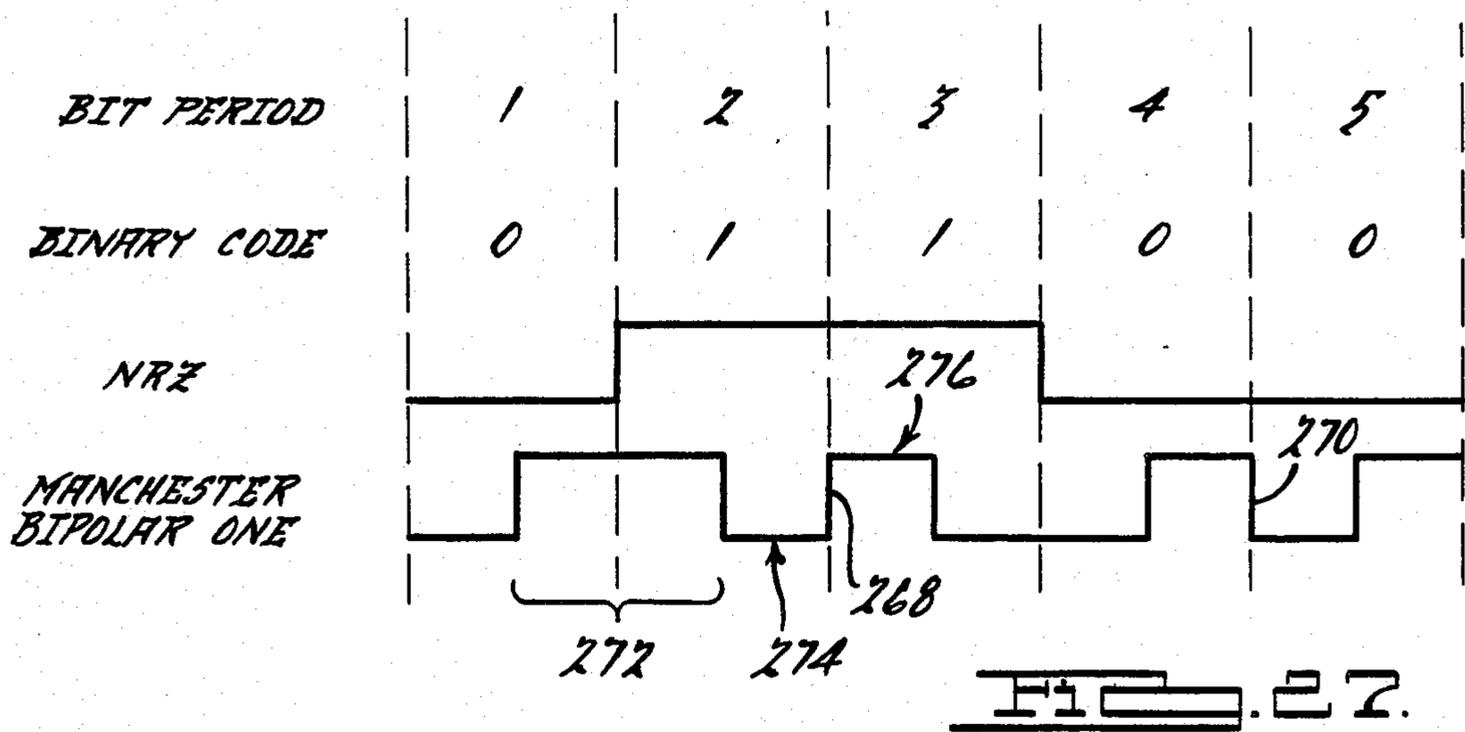 BIT PERIOD 1 2 3 4 5
BINARY CODE 0 1 1 0 0
NRZ
276
270
MANCHESTER
BIPOLAR ONE
268
272 274
FIG. 27.